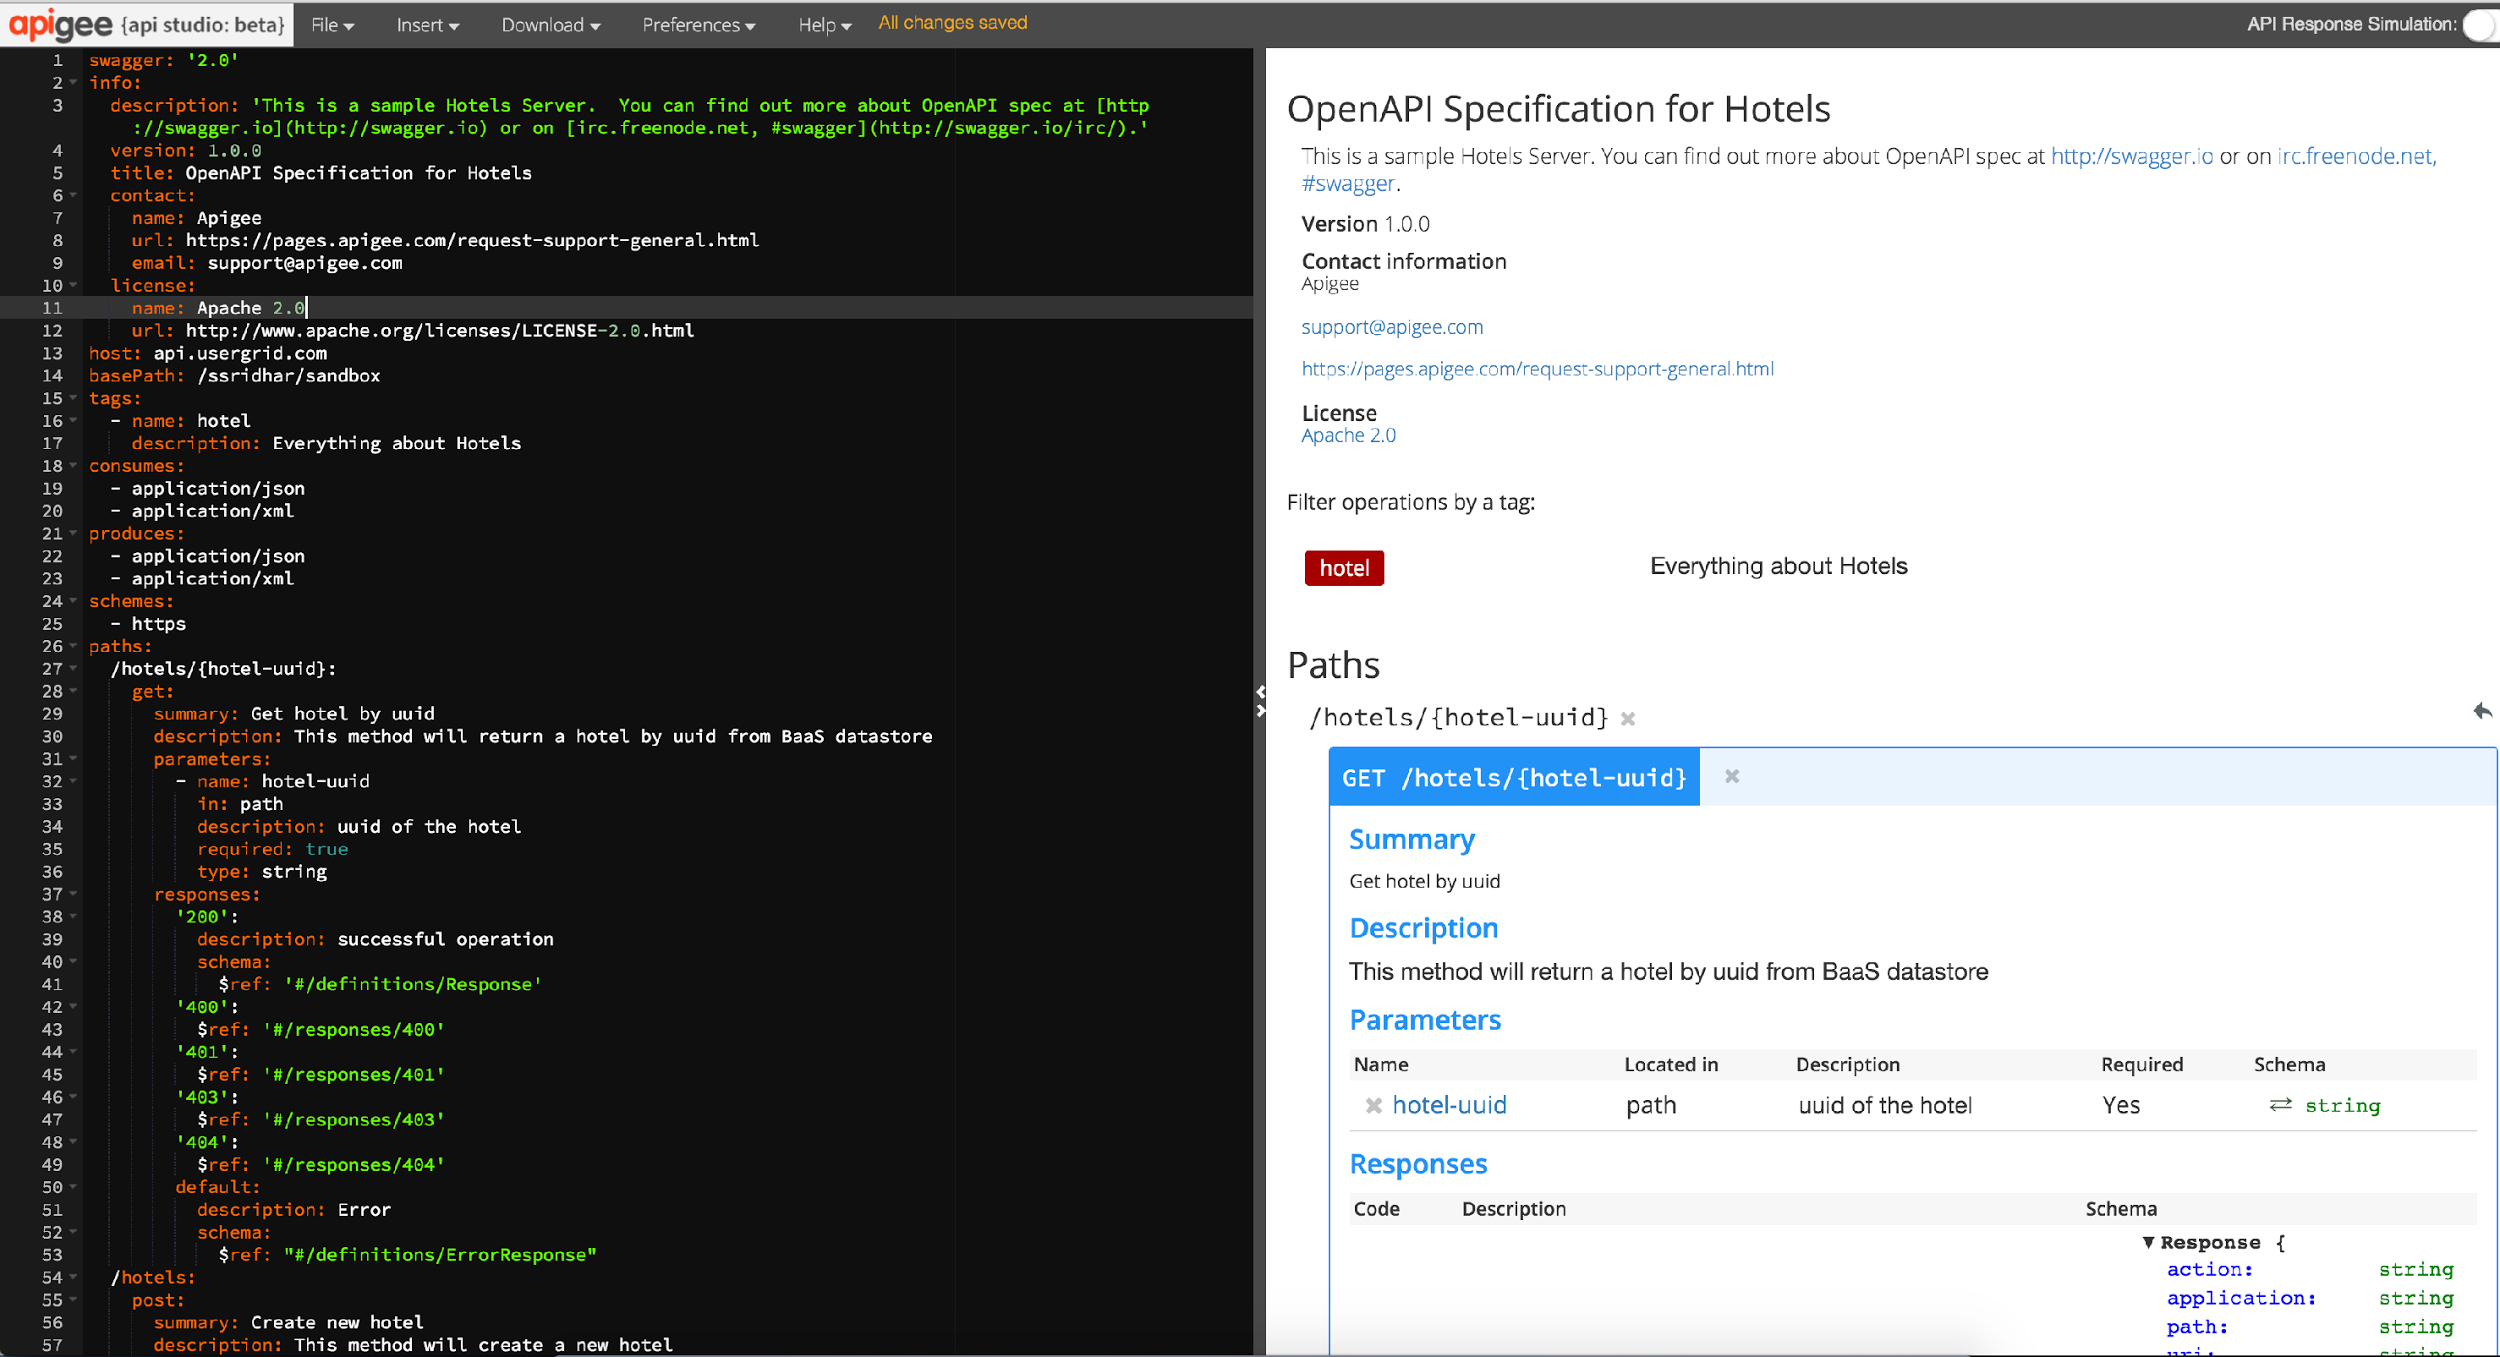 apigee {api studio: beta} File Insert Download Preferences Help All changes saved API Response Simulation:
1 swagger: '2.0'
2 info:
3 description: 'This is a sample Hotels Server.  You can find out more about OpenAPI spec at [http
://swagger.io](http://swagger.io) or on [irc.freenode.net, #swagger](http://swagger.io/irc/).'
4 version: 1.0.0
5 title: OpenAPI Specification for Hotels
6 contact:
7 name: Apigee
8 url: https://pages.apigee.com/request-support-general.html
9 email: support@apigee.com
10 license:
11 name: Apache 2.0
12 url: http://www.apache.org/licenses/LICENSE-2.0.html
13 host: api.usergrid.com
14 basePath: /ssridhar/sandbox
15 tags:
16 - name: hotel
17 description: Everything about Hotels
18 consumes:
19 - application/json
20 - application/xml
21 produces:
22 - application/json
23 - application/xml
24 schemes:
25 - https
26 paths:
27 /hotels/{hotel-uuid}:
28 get:
29 summary: Get hotel by uuid
30 description: This method will return a hotel by uuid from BaaS datastore
31 parameters:
32 - name: hotel-uuid
33 in: path
34 description: uuid of the hotel
35 required: true
36 type: string
37 responses:
38 '200':
39 description: successful operation
40 schema:
41 $ref: '#/definitions/Response'
42 '400':
43 $ref: '#/responses/400'
44 '401':
45 $ref: '#/responses/401'
46 '403':
47 $ref: '#/responses/403'
48 '404':
49 $ref: '#/responses/404'
50 default:
51 description: Error
52 schema:
53 $ref: "#/definitions/ErrorResponse"
54 /hotels:
55 post:
56 summary: Create new hotel
57 description: This method will create a new hotel
OpenAPI Specification for Hotels
This is a sample Hotels Server. You can find out more about OpenAPI spec at http://swagger.io or on irc.freenode.net,
#swagger.
Version 1.0.0
Contact information
Apigee
support@apigee.com
https://pages.apigee.com/request-support-general.html
License
Apache 2.0
Filter operations by a tag:
hotel Everything about Hotels
Paths
/hotels/{hotel-uuid}
GET /hotels/{hotel-uuid}
Summary
Get hotel by uuid
Description
This method will return a hotel by uuid from BaaS datastore
Parameters
Name Located in Description Required Schema
hotel-uuid path uuid of the hotel Yes ⇄ string
Responses
Code Description Schema
▼ Response {
action: string
application: string
path: string
uri: string